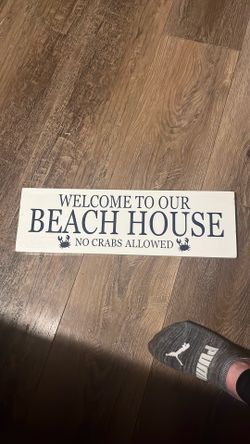 WELCOME TO OUR
BEACH HOUSE
NO CRABS ALLOWED
PUMA